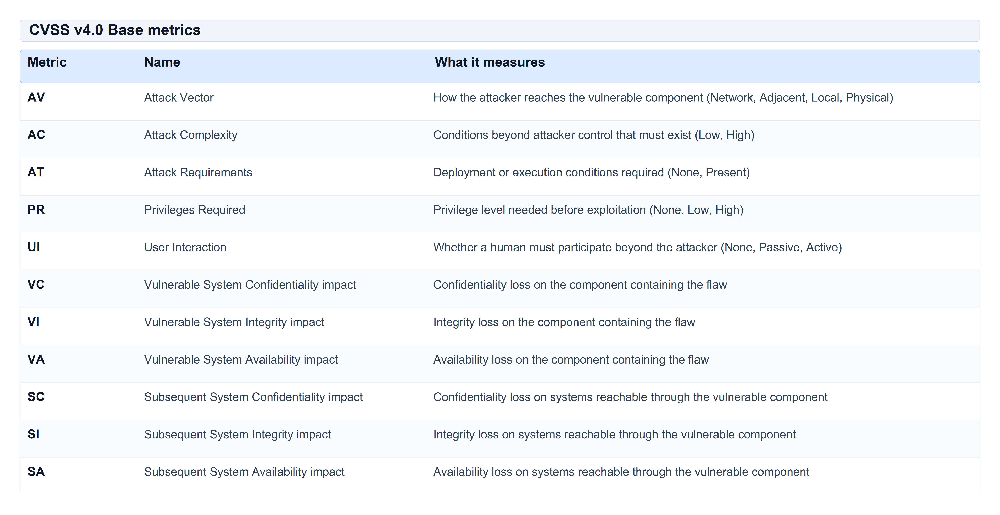 CVSS v4.0 Base metrics
Metric Name What it measures
AV Attack Vector How the attacker reaches the vulnerable component (Network, Adjacent, Local, Physical)
AC Attack Complexity Conditions beyond attacker control that must exist (Low, High)
AT Attack Requirements Deployment or execution conditions required (None, Present)
PR Privileges Required Privilege level needed before exploitation (None, Low, High)
UI User Interaction Whether a human must participate beyond the attacker (None, Passive, Active)
VC Vulnerable System Confidentiality impact Confidentiality loss on the component containing the flaw
VI Vulnerable System Integrity impact Integrity loss on the component containing the flaw
VA Vulnerable System Availability impact Availability loss on the component containing the flaw
SC Subsequent System Confidentiality impact Confidentiality loss on systems reachable through the vulnerable component
SI Subsequent System Integrity impact Integrity loss on systems reachable through the vulnerable component
SA Subsequent System Availability impact Availability loss on systems reachable through the vulnerable component